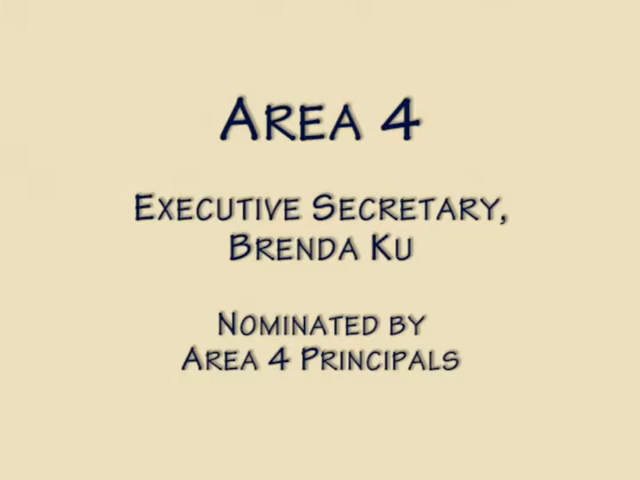 AREA 4
EXECUTIVE SECRETARY,
BRENDA KU
NOMINATED BY
AREA 4 PRINCIPALS